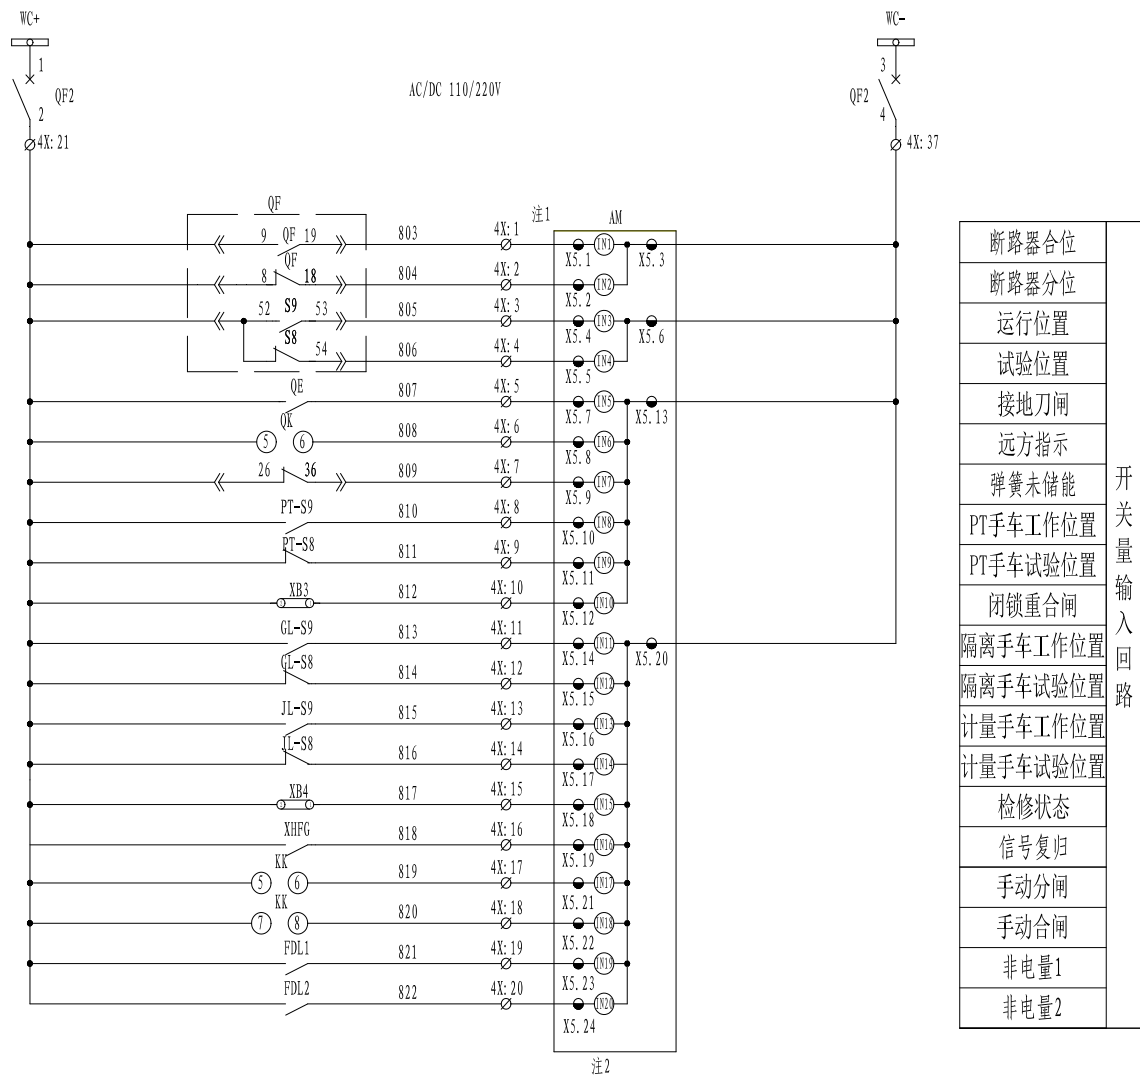 WC+
WC-
1
QF2
2
4X:21
AC/DC 110/220V
3
QF2
4
4X:37
QF
注1
AM
9 QF 19 803 4X:1 X5.1 IN1 X5.3 断路器合位
8 QF 18 804 4X:2 X5.2 IN2 断路器分位
52 S9 53 805 4X:3 X5.4 IN3 X5.6 运行位置
S8 54 806 4X:4 X5.5 IN4 试验位置
QE 807 4X:5 X5.7 IN5 X5.13 接地刀闸
QK 5 6 808 4X:6 X5.8 IN6 远方指示
26 36 809 4X:7 X5.9 IN7 弹簧未储能
PT-S9 810 4X:8 X5.10 IN8 PT手车工作位置
PT-S8 811 4X:9 X5.11 IN9 PT手车试验位置
XB3 812 4X:10 X5.12 IN10 闭锁重合闸
GL-S9 813 4X:11 X5.14 IN11 X5.20 隔离手车工作位置
GL-S8 814 4X:12 X5.15 IN12 隔离手车试验位置
JL-S9 815 4X:13 X5.16 IN13 计量手车工作位置
JL-S8 816 4X:14 X5.17 IN14 计量手车试验位置
XB4 817 4X:15 X5.18 IN15 检修状态
XHFG 818 4X:16 X5.19 IN16 信号复归
KK 5 6 819 4X:17 X5.21 IN17 手动分闸
KK 7 8 820 4X:18 X5.22 IN18 手动合闸
FDL1 821 4X:19 X5.23 IN19 非电量1
FDL2 822 4X:20 X5.24 IN20 非电量2
开关量输入回路
注2